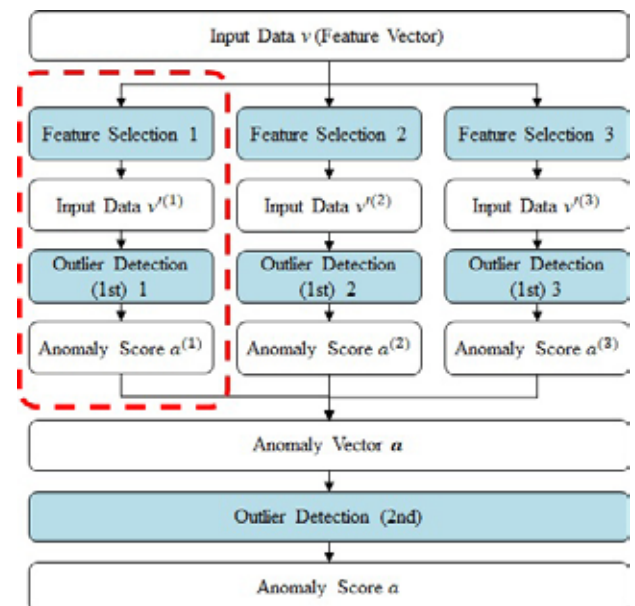 Input Data v (Feature Vector)
Feature Selection 1
Feature Selection 2
Feature Selection 3
Input Data v′⁽¹⁾
Input Data v′⁽²⁾
Input Data v′⁽³⁾
Outlier Detection
(1st) 1
Outlier Detection
(1st) 2
Outlier Detection
(1st) 3
Anomaly Score a⁽¹⁾
Anomaly Score a⁽²⁾
Anomaly Score a⁽³⁾
Anomaly Vector a
Outlier Detection (2nd)
Anomaly Score a